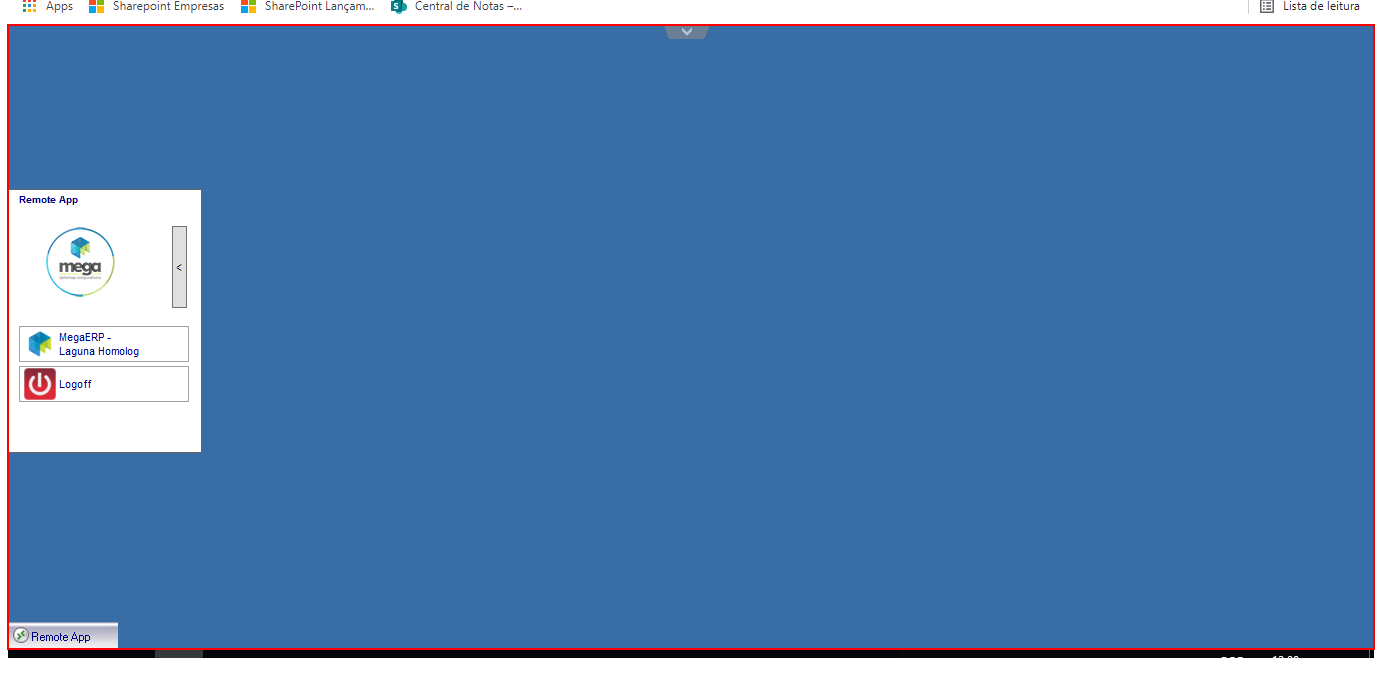 Apps Sharepoint Empresas SharePoint Lançam... Central de Notas –... Lista de leitura
Remote App
mega
<
MegaERP -
Laguna Homolog
Logoff
Remote App